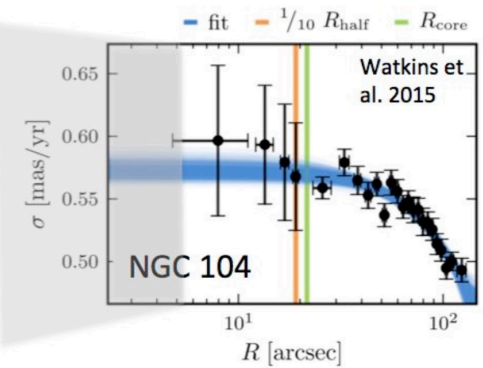 fit 1/10 R_half R_core
Watkins et
al. 2015
0.65
0.60
0.55
0.50
σ [mas/yr]
NGC 104
10^1 10^2
R [arcsec]